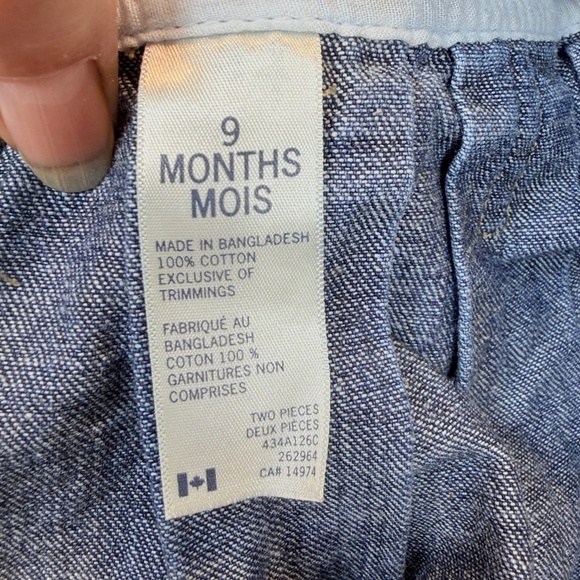 9
MONTHS
MOIS
MADE IN BANGLADESH
100% COTTON
EXCLUSIVE OF
TRIMMINGS
FABRIQUÉ AU
BANGLADESH
COTON 100 %
GARNITURES NON
COMPRISES
TWO PIECES
DEUX PIÈCES
434A126C
262964
CA# 14974